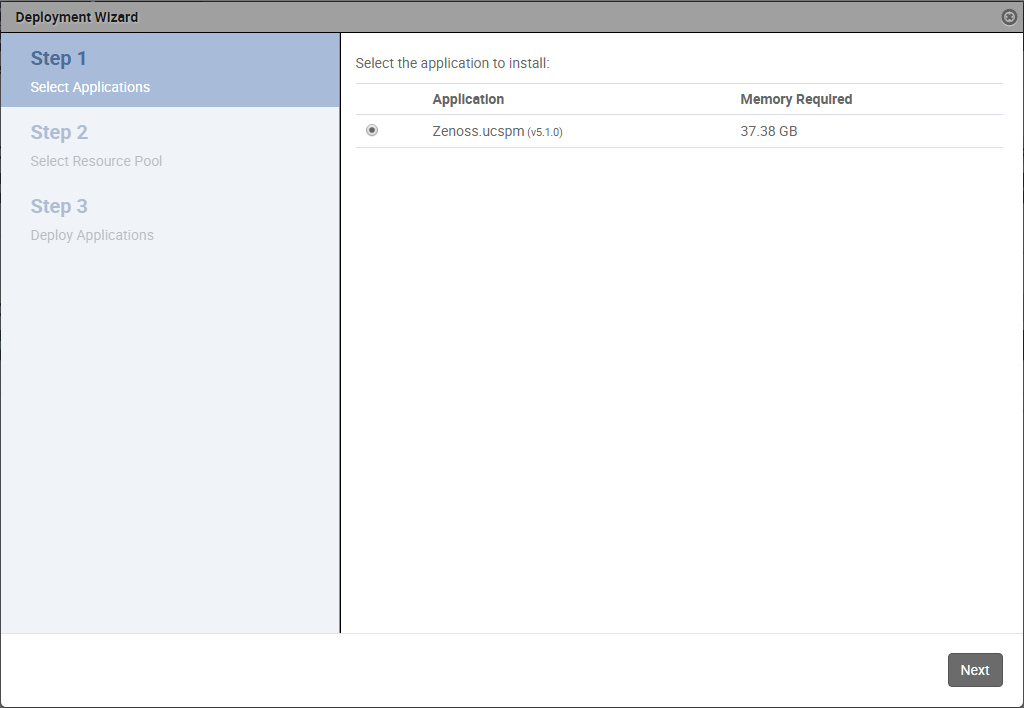 Deployment Wizard
Step 1
Select Applications
Step 2
Select Resource Pool
Step 3
Deploy Applications
Select the application to install:
Application Memory Required
Zenoss.ucspm (v5.1.0) 37.38 GB
Next